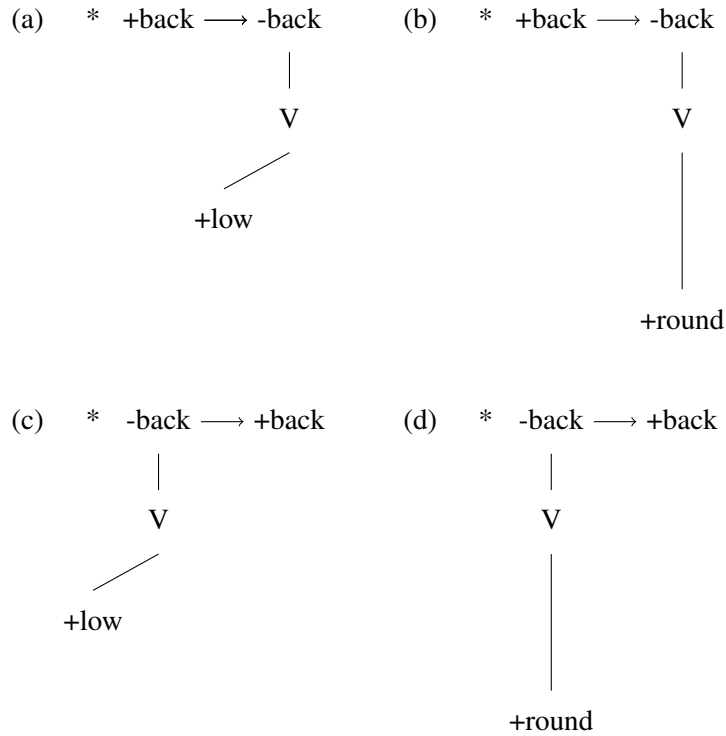 (a) * +back ⟶ -back (b) * +back ⟶ -back
V V
+low
+round
(c) * -back ⟶ +back (d) * -back ⟶ +back
V V
+low
+round